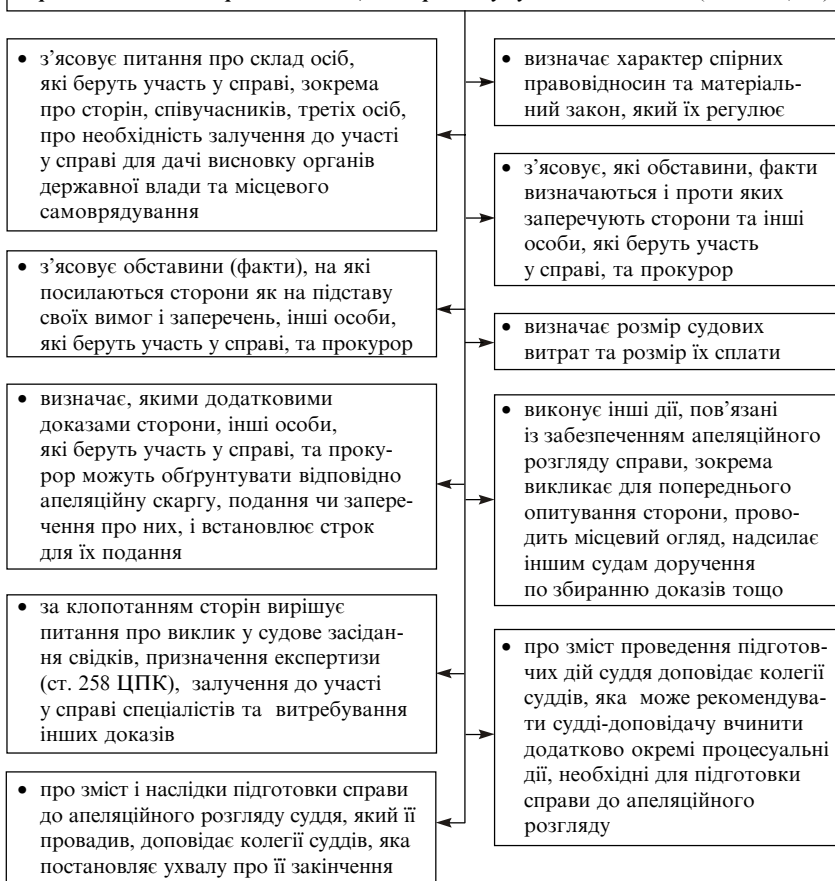 • з’ясовує питання про склад осіб,
які беруть участь у справі, зокрема
про сторін, співучасників, третіх осіб,
про необхідність залучення до участі
у справі для дачі висновку органів
державної влади та місцевого
самоврядування
• з’ясовує обставини (факти), на які
посилаються сторони як на підставу
своїх вимог і заперечень, інші особи,
які беруть участь у справі, та прокурор
• визначає, якими додатковими
доказами сторони, інші особи,
які беруть участь у справі, та проку-
рор можуть обґрунтувати відповідно
апеляційну скаргу, подання чи запере-
чення про них, і встановлює строк
для їх подання
• за клопотанням сторін вирішує
питання про виклик у судове засідан-
ня свідків, призначення експертизи
(ст. 258 ЦПК), залучення до участі
у справі спеціалістів та витребування
інших доказів
• про зміст і наслідки підготовки справи
до апеляційного розгляду суддя, який її
провадив, доповідає колегії суддів, яка
постановляє ухвалу про її закінчення
• визначає характер спірних
правовідносин та матеріаль-
ний закон, який їх регулює
• з’ясовує, які обставини, факти
визначаються і проти яких
заперечують сторони та інші
особи, які беруть участь
у справі, та прокурор
• визначає розмір судових
витрат та розмір їх сплати
• виконує інші дії, пов’язані
із забезпеченням апеляційного
розгляду справи, зокрема
викликає для попереднього
опитування сторони, прово-
дить місцевий огляд, надсилає
іншим судам доручення
по збиранню доказів тощо
• про зміст проведення підготов-
чих дій суддя доповідає колегії
суддів, яка може рекомендува-
ти судді-доповідачу вчинити
додатково окремі процесуальні
дії, необхідні для підготовки
справи до апеляційного
розгляду